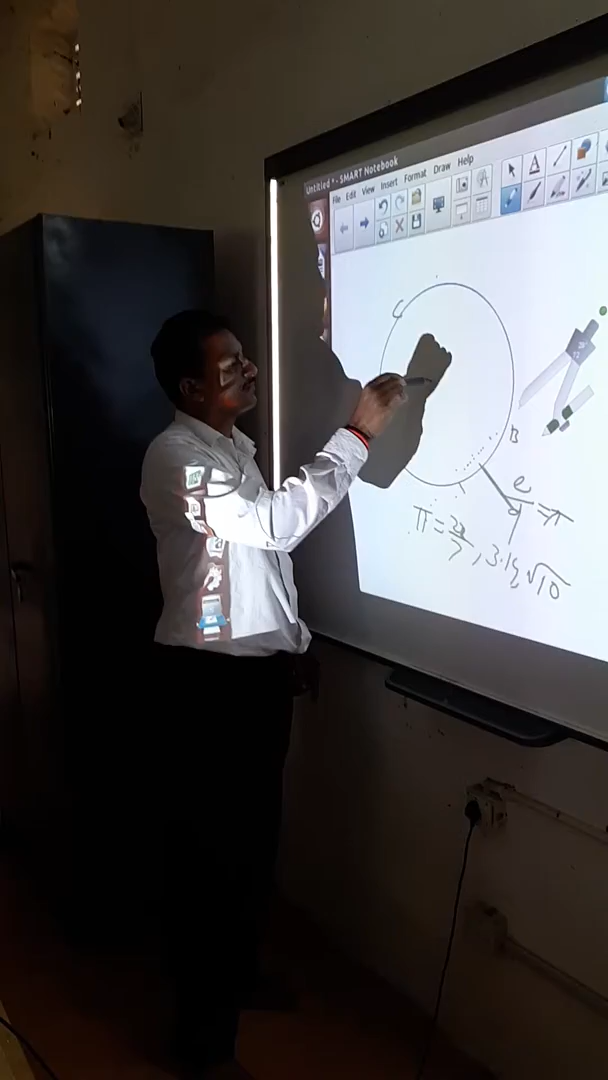 Untitled * - SMART Notebook
File Edit View Insert Format Draw Help
C
B
π = 22/7, 3.14, √10